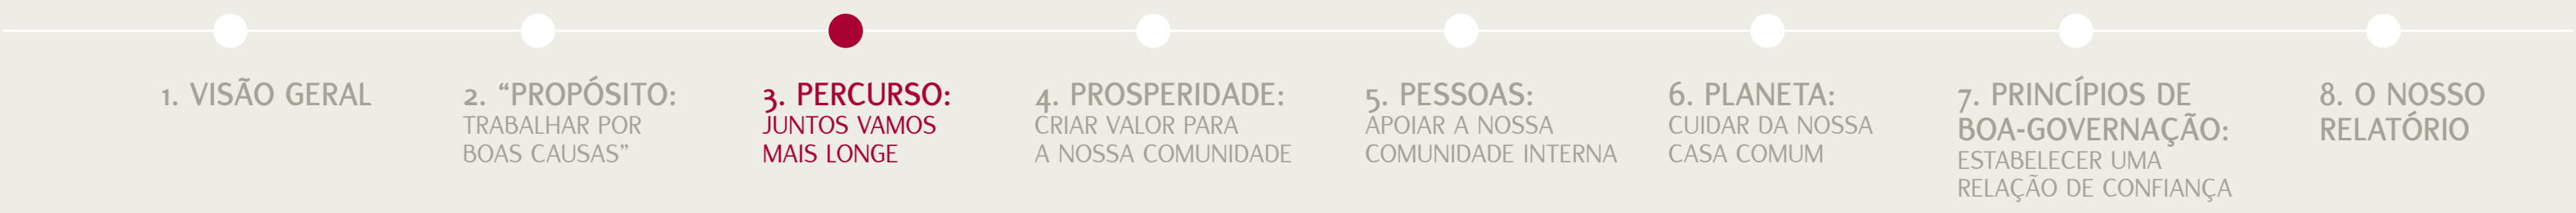 1. VISÃO GERAL
2. “PROPÓSITO:
TRABALHAR POR
BOAS CAUSAS”
3. PERCURSO:
JUNTOS VAMOS
MAIS LONGE
4. PROSPERIDADE:
CRIAR VALOR PARA
A NOSSA COMUNIDADE
5. PESSOAS:
APOIAR A NOSSA
COMUNIDADE INTERNA
6. PLANETA:
CUIDAR DA NOSSA
CASA COMUM
7. PRINCÍPIOS DE
BOA-GOVERNAÇÃO:
ESTABELECER UMA
RELAÇÃO DE CONFIANÇA
8. O NOSSO
RELATÓRIO